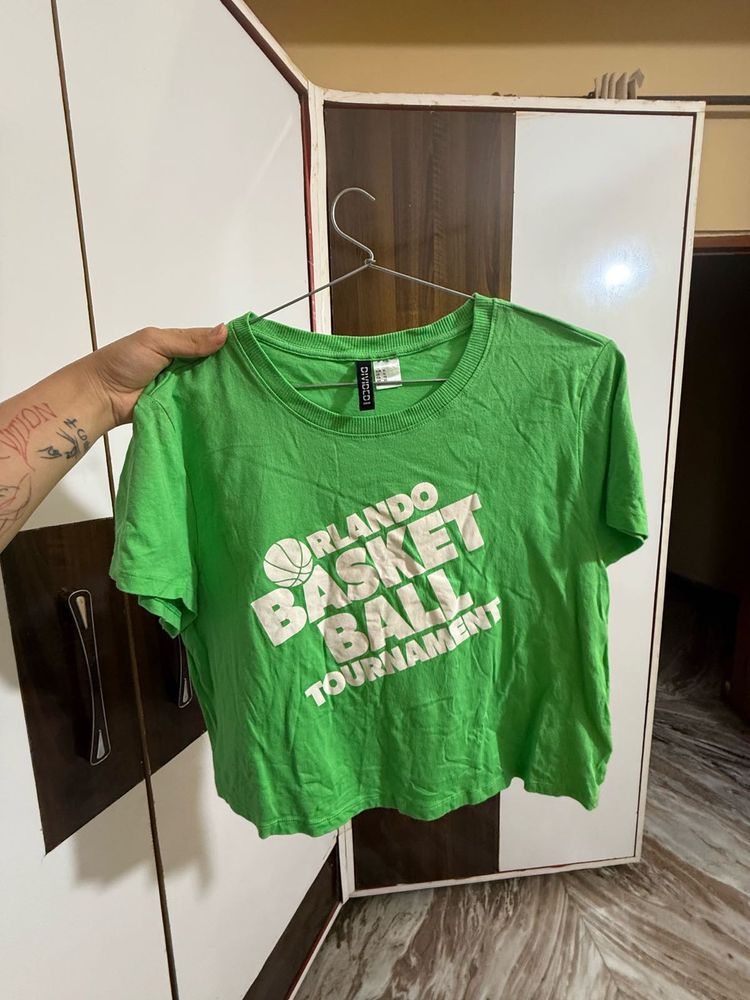 DIVIDED
ORLANDO
BASKET
BALL
TOURNAMENT